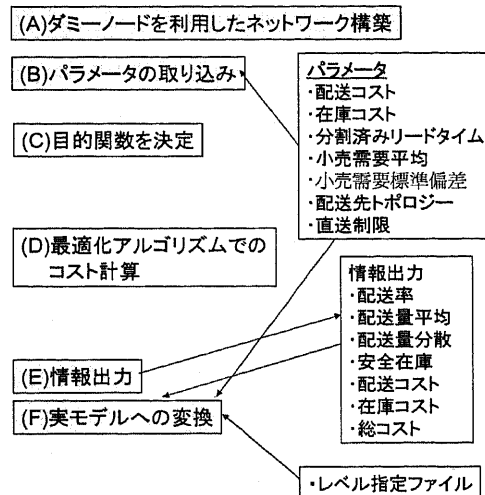 (A)ダミーノードを利用したネットワーク構築
(B)パラメータの取り込み
パラメータ
・配送コスト
・在庫コスト
・分割済みリードタイム
・小売需要平均
・小売需要標準偏差
・配送先トポロジー
・直送制限
(C)目的関数を決定
(D)最適化アルゴリズムでの
コスト計算
情報出力
・配送率
・配送量平均
・配送量分散
・安全在庫
・配送コスト
・在庫コスト
・総コスト
(E)情報出力
(F)実モデルへの変換
・レベル指定ファイル